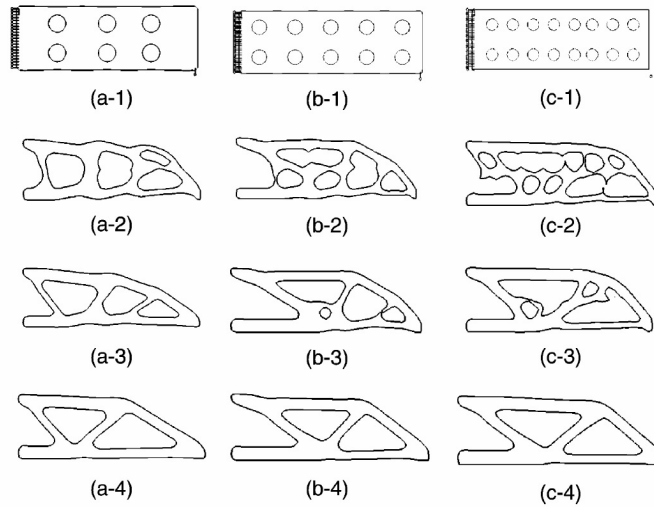 (a-1) (b-1) (c-1)
(a-2) (b-2) (c-2)
(a-3) (b-3) (c-3)
(a-4) (b-4) (c-4)